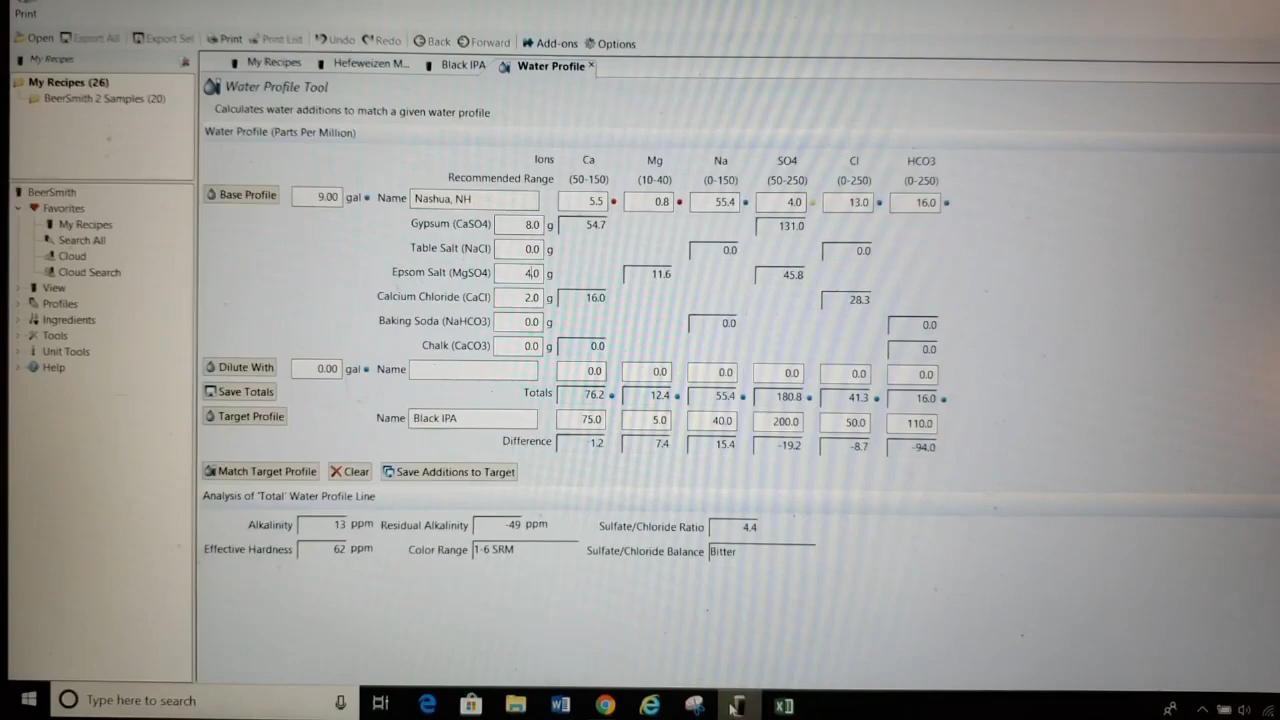 Print
Open Export All Export Sel Print Print List Undo Redo Back Forward Add-ons Options
My Recipes
My Recipes Hefeweizen M... Black IPA Water Profile
My Recipes (26)
BeerSmith 2 Samples (20)
Water Profile Tool
Calculates water additions to match a given water profile
Water Profile (Parts Per Million)
Ions Ca Mg Na SO4 Cl HCO3
Recommended Range (50-150) (10-40) (0-150) (50-250) (0-250) (0-250)
Base Profile 9.00 gal Name Nashua, NH 5.5 0.8 55.4 4.0 13.0 16.0
Gypsum (CaSO4) 8.0 g 54.7 131.0
Table Salt (NaCl) 0.0 g 0.0 0.0
Epsom Salt (MgSO4) 4.0 g 11.6 45.8
Calcium Chloride (CaCl) 2.0 g 16.0 28.3
Baking Soda (NaHCO3) 0.0 g 0.0 0.0
Chalk (CaCO3) 0.0 g 0.0 0.0
Dilute With 0.00 gal Name 0.0 0.0 0.0 0.0 0.0 0.0
Save Totals Totals 76.2 12.4 55.4 180.8 41.3 16.0
Target Profile Name Black IPA 75.0 5.0 40.0 200.0 50.0 110.0
Difference 1.2 7.4 15.4 -19.2 -8.7 -94.0
Match Target Profile Clear Save Additions to Target
Analysis of 'Total' Water Profile Line
Alkalinity 13 ppm Residual Alkalinity -49 ppm Sulfate/Chloride Ratio 4.4
Effective Hardness 62 ppm Color Range 1-6 SRM Sulfate/Chloride Balance Bitter
BeerSmith
Favorites
My Recipes
Search All
Cloud
Cloud Search
View
Profiles
Ingredients
Tools
Unit Tools
Help
Type here to search